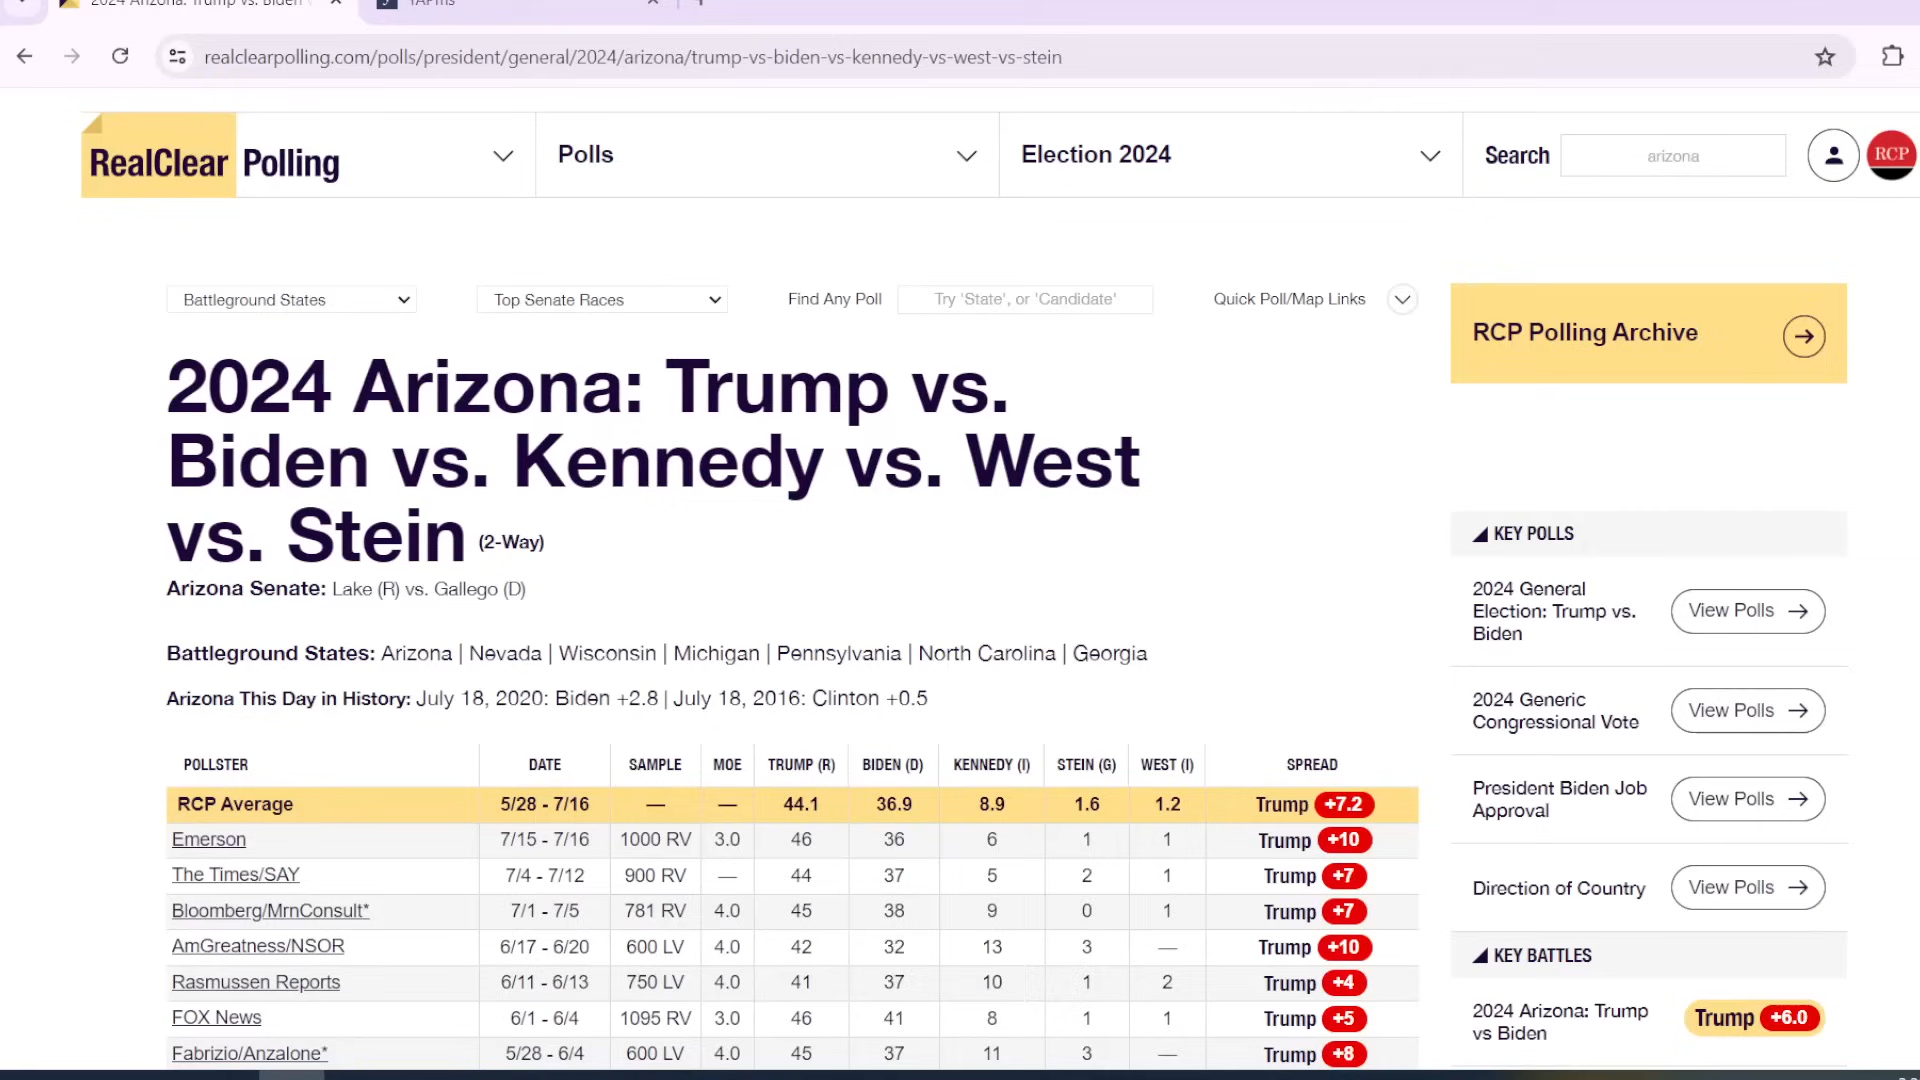 2024 Arizona: Trump vs. Biden
YAPms
realclearpolling.com/polls/president/general/2024/arizona/trump-vs-biden-vs-kennedy-vs-west-vs-stein
RealClear Polling
Polls
Election 2024
Search
arizona
RCP
Battleground States
Top Senate Races
Find Any Poll
Try 'State', or 'Candidate'
Quick Poll/Map Links
RCP Polling Archive
2024 Arizona: Trump vs.
Biden vs. Kennedy vs. West
vs. Stein (2-Way)
Arizona Senate: Lake (R) vs. Gallego (D)
Battleground States: Arizona | Nevada | Wisconsin | Michigan | Pennsylvania | North Carolina | Georgia
Arizona This Day in History: July 18, 2020: Biden +2.8 | July 18, 2016: Clinton +0.5
POLLSTER DATE SAMPLE MOE TRUMP (R) BIDEN (D) KENNEDY (I) STEIN (G) WEST (I) SPREAD
RCP Average 5/28 - 7/16 — — 44.1 36.9 8.9 1.6 1.2 Trump +7.2
Emerson 7/15 - 7/16 1000 RV 3.0 46 36 6 1 1 Trump +10
The Times/SAY 7/4 - 7/12 900 RV — 44 37 5 2 1 Trump +7
Bloomberg/MrnConsult* 7/1 - 7/5 781 RV 4.0 45 38 9 0 1 Trump +7
AmGreatness/NSOR 6/17 - 6/20 600 LV 4.0 42 32 13 3 — Trump +10
Rasmussen Reports 6/11 - 6/13 750 LV 4.0 41 37 10 1 2 Trump +4
FOX News 6/1 - 6/4 1095 RV 3.0 46 41 8 1 1 Trump +5
Fabrizio/Anzalone* 5/28 - 6/4 600 LV 4.0 45 37 11 3 — Trump +8
KEY POLLS
2024 General
Election: Trump vs.
Biden
View Polls
2024 Generic
Congressional Vote
View Polls
President Biden Job
Approval
View Polls
Direction of Country
View Polls
KEY BATTLES
2024 Arizona: Trump
vs Biden
Trump +6.0